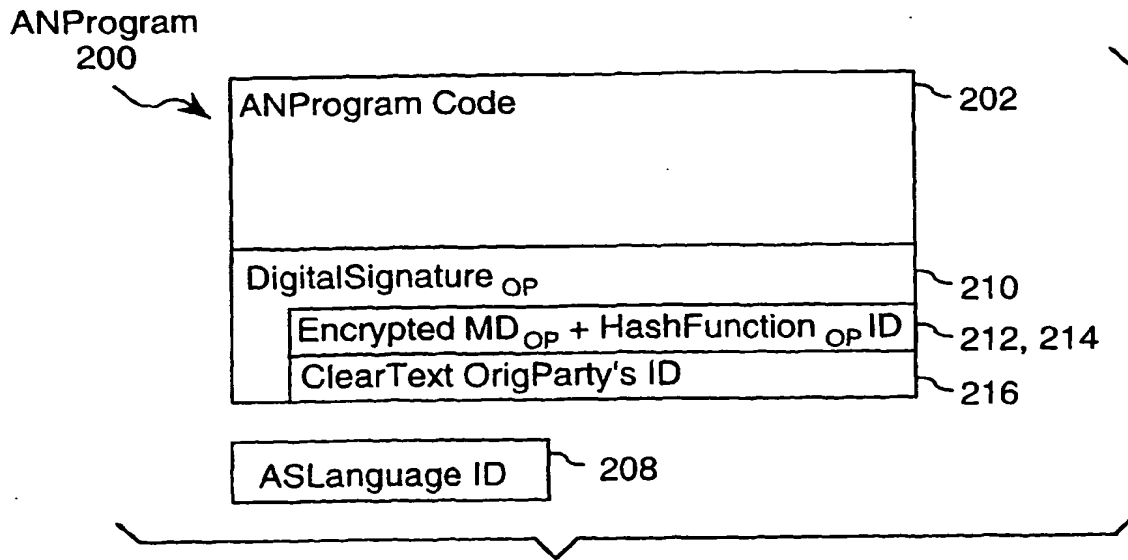 ANProgram
200
ANProgram Code
202
DigitalSignature OP
210
Encrypted MD OP + HashFunction OP ID
212, 214
ClearText OrigParty's ID
216
ASLanguage ID
208